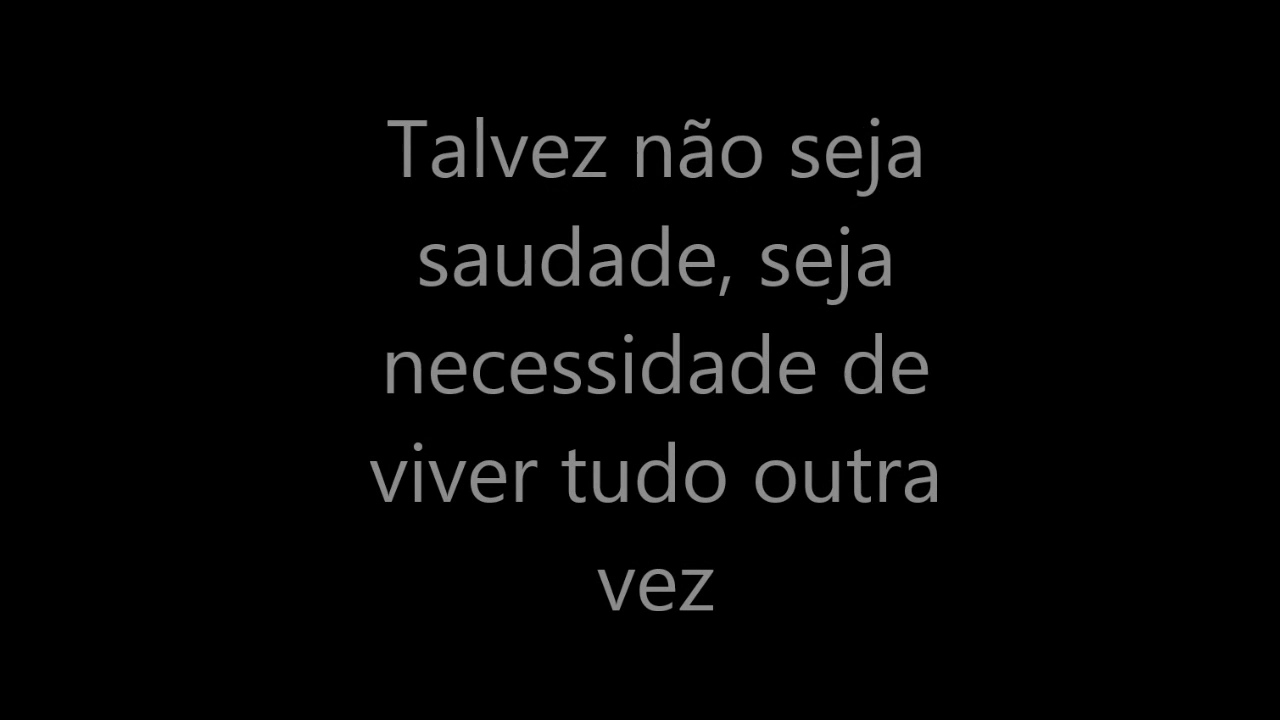 Talvez não seja
saudade, seja
necessidade de
viver tudo outra
vez